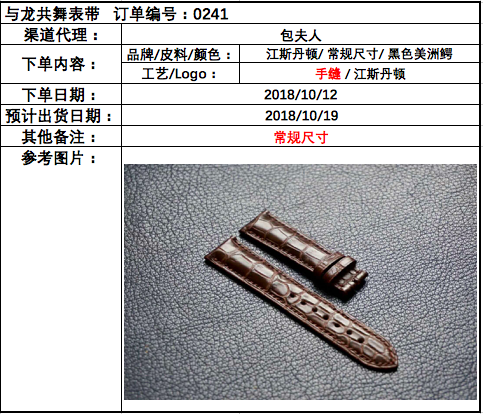 与龙共舞表带 订单编号：0241
渠道代理： 包夫人
下单内容： 品牌/皮料/颜色： 江斯丹顿/ 常规尺寸/ 黑色美洲鳄
工艺/Logo： 手缝 / 江斯丹顿
下单日期： 2018/10/12
预计出货日期： 2018/10/19
其他备注： 常规尺寸
参考图片：